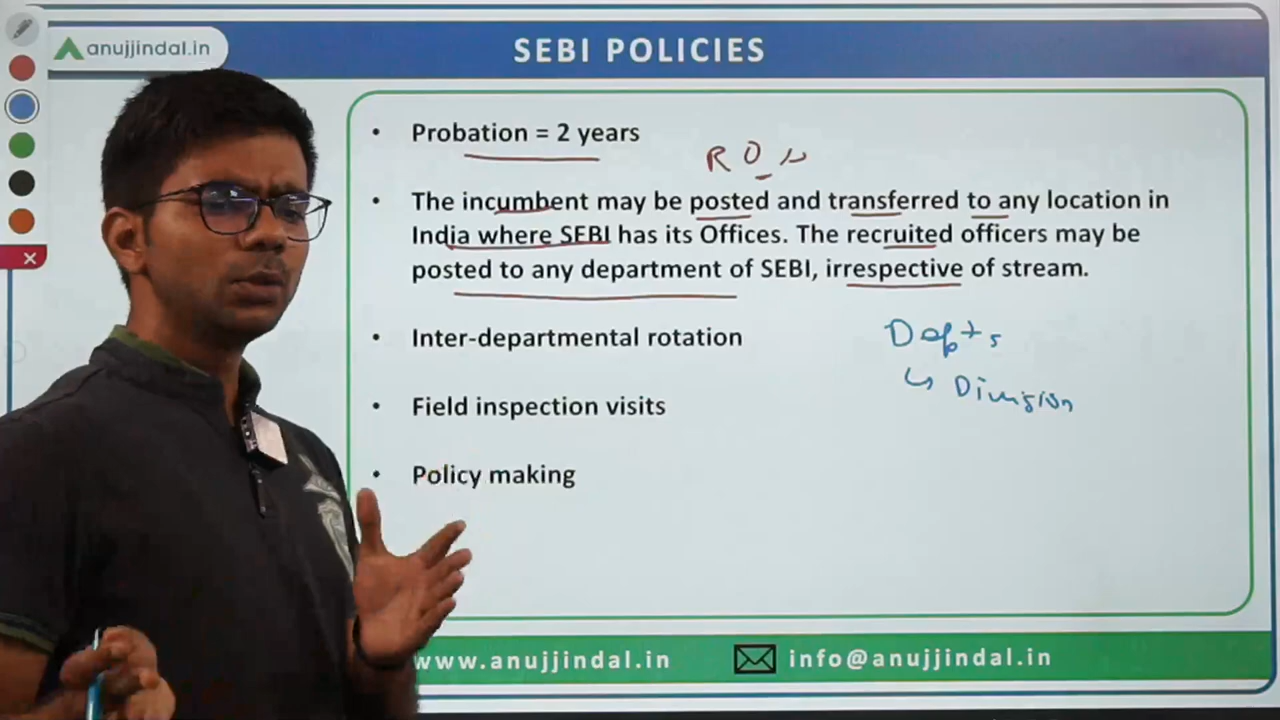 anujjindal.in
SEBI POLICIES
• Probation = 2 years
R O
• The incumbent may be posted and transferred to any location in
India where SEBI has its Offices. The recruited officers may be
posted to any department of SEBI, irrespective of stream.
• Inter-departmental rotation
Depts
↳ Division
• Field inspection visits
• Policy making
www.anujjindal.in
info@anujjindal.in